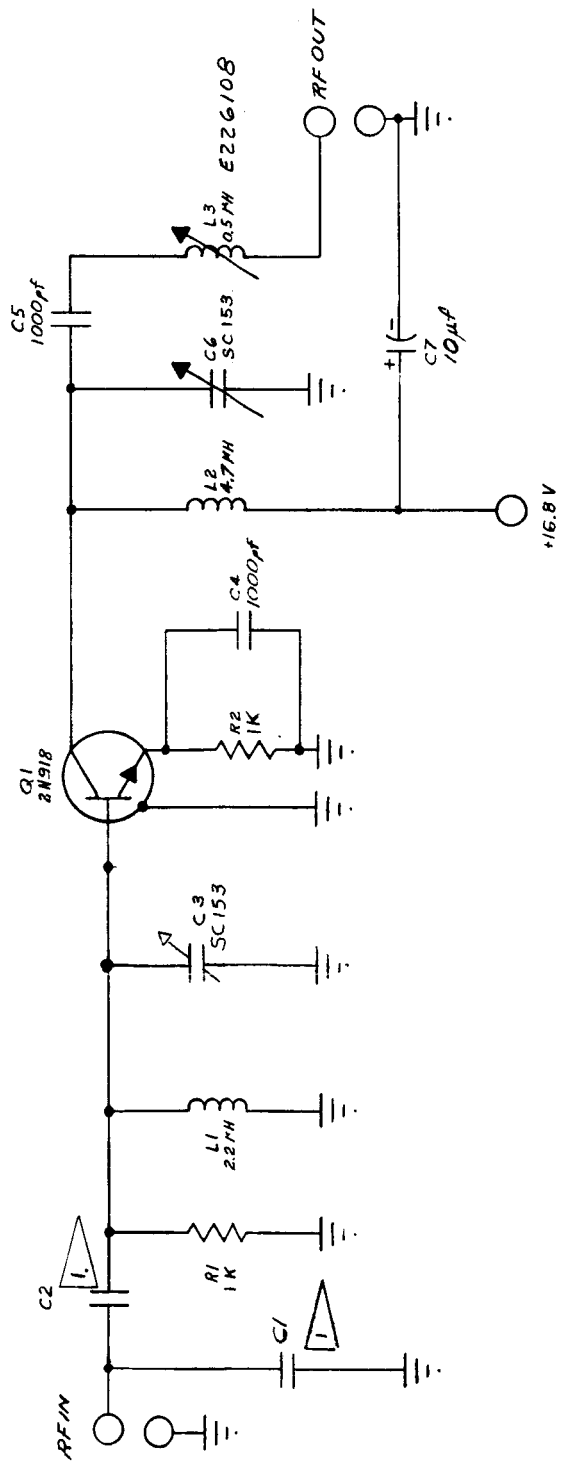 RF IN
C2
1.
C1
1
R1
1K
L1
2.2MH
C3
SC153
Q1
2N918
R2
1K
C4
1000pf
L2
4.7MH
+16.8V
C6
SC153
C5
1000pf
L3
0.5MH E226108
+ -
C7
10μf
RF OUT